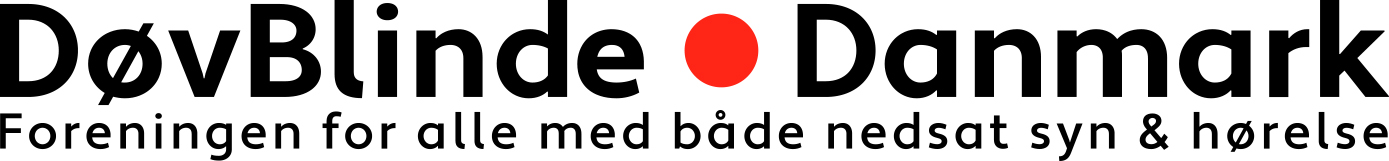 DøvBlinde Danmark
Foreningen for alle med både nedsat syn & hørelse